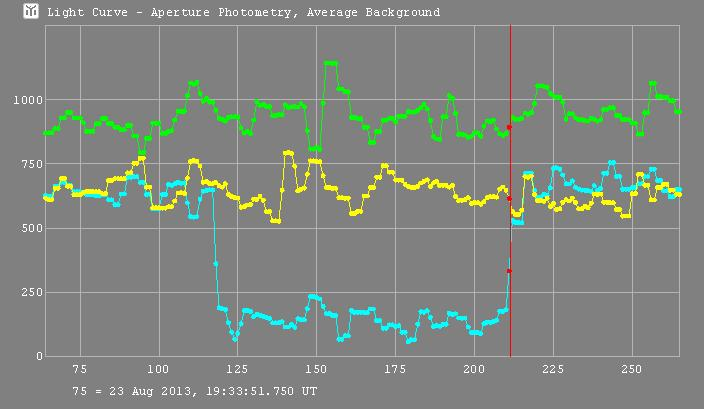 Light Curve - Aperture Photometry, Average Background
1000
750
500
250
0
75 100 125 150 175 200 225 250
75 = 23 Aug 2013, 19:33:51.750 UT